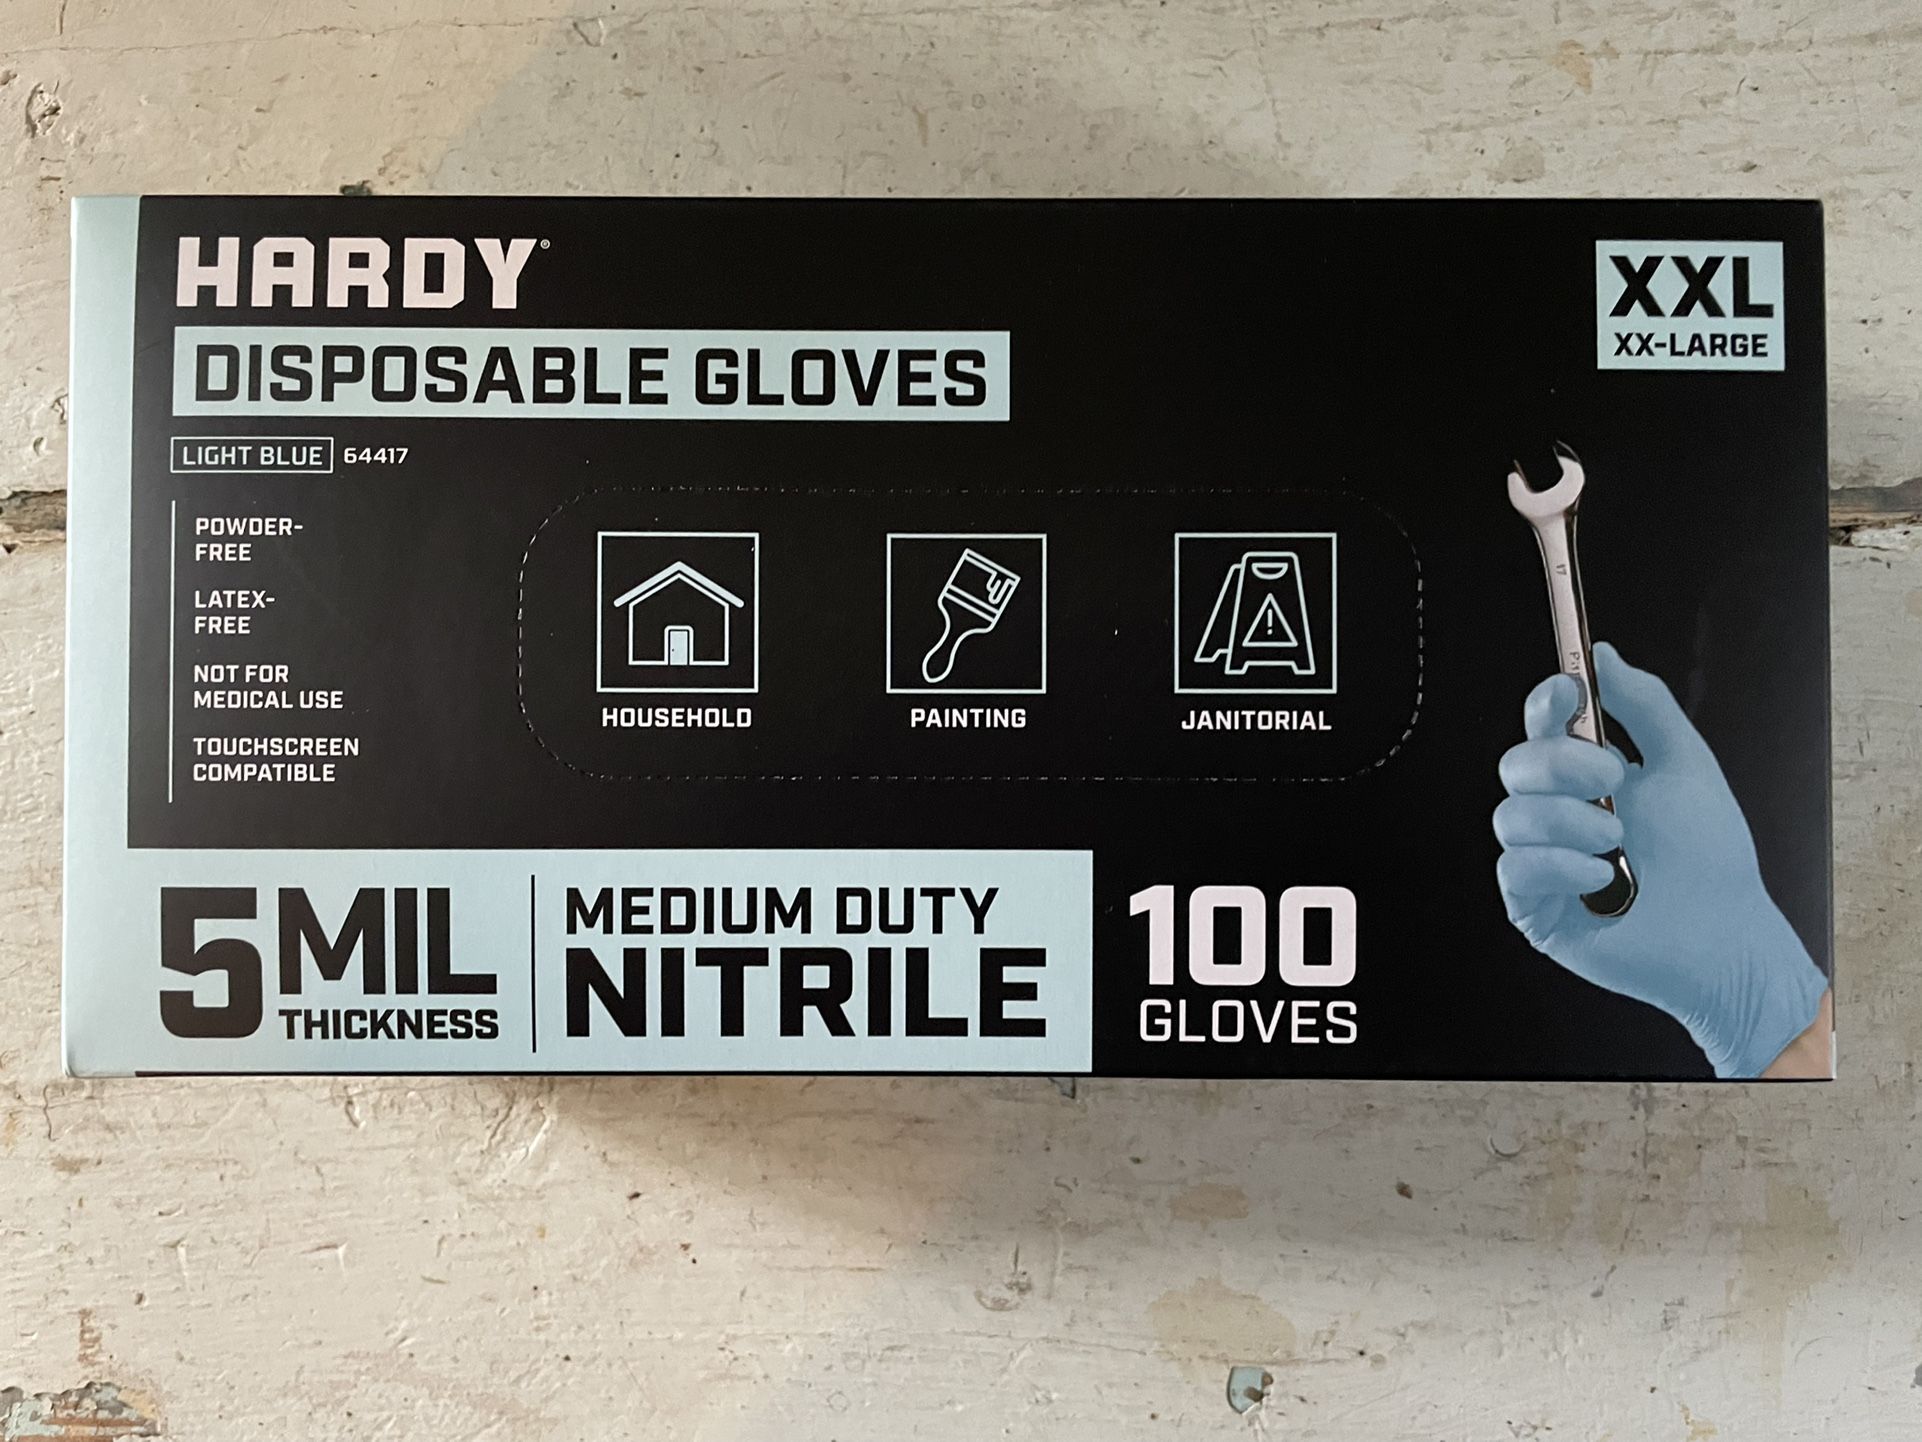 HARDY®
DISPOSABLE GLOVES
LIGHT BLUE 64417
XXL
XX-LARGE
POWDER-
FREE
LATEX-
FREE
NOT FOR
MEDICAL USE
TOUCHSCREEN
COMPATIBLE
HOUSEHOLD
PAINTING
JANITORIAL
17
5 MIL
THICKNESS
MEDIUM DUTY
NITRILE
100
GLOVES